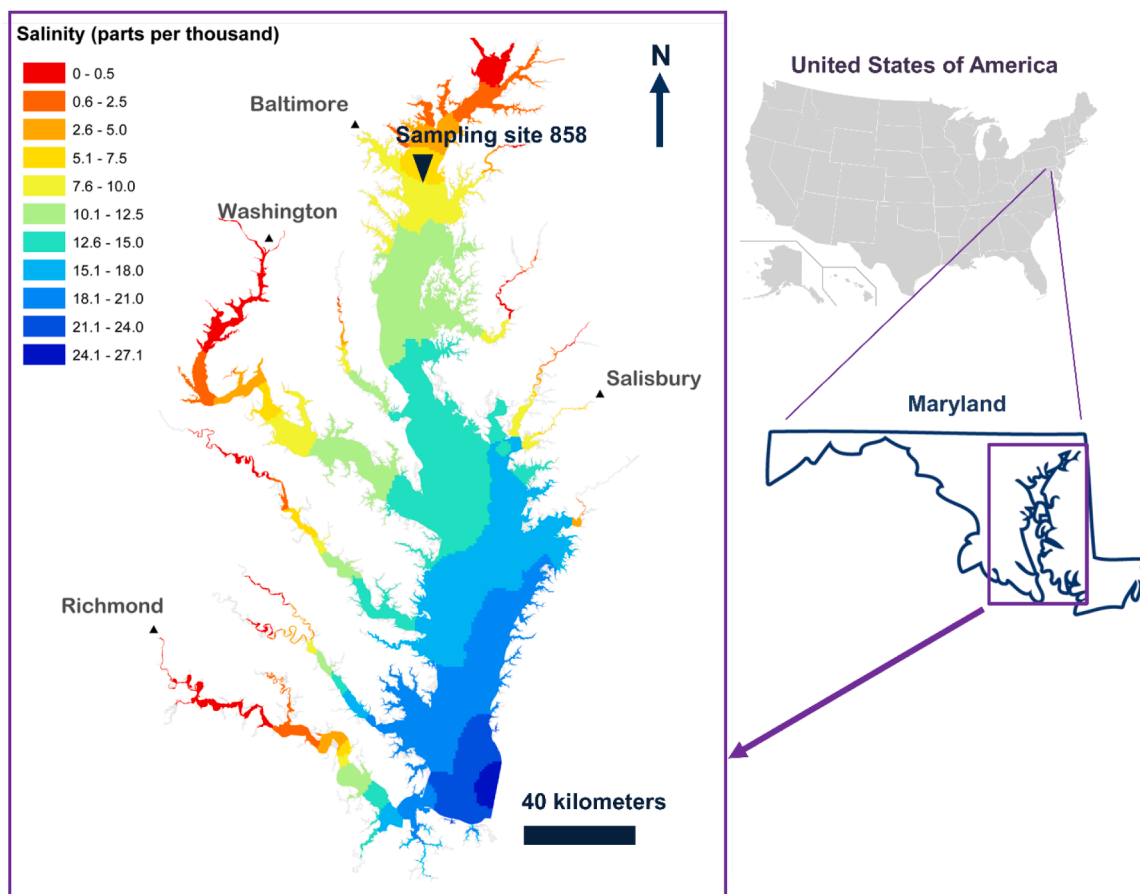 Salinity (parts per thousand)
0 - 0.5
0.6 - 2.5
2.6 - 5.0
5.1 - 7.5
7.6 - 10.0
10.1 - 12.5
12.6 - 15.0
15.1 - 18.0
18.1 - 21.0
21.1 - 24.0
24.1 - 27.1
Baltimore
Sampling site 858
N
Washington
Salisbury
Richmond
40 kilometers
United States of America
Maryland